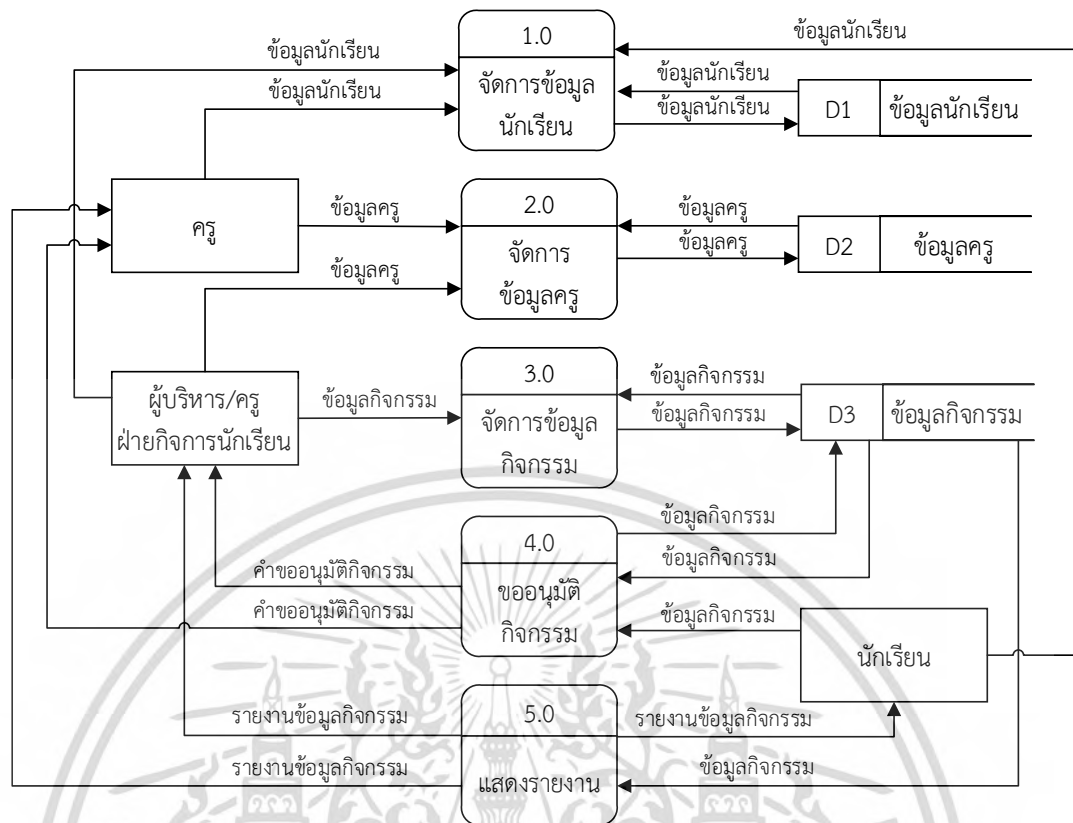 1.0
ข้อมูลนักเรียน
ข้อมูลนักเรียน
ข้อมูลนักเรียน
จัดการข้อมูล
นักเรียน
ข้อมูลนักเรียน
ข้อมูลนักเรียน
D1
ข้อมูลนักเรียน
ครู
ข้อมูลครู
2.0
จัดการ
ข้อมูลครู
ข้อมูลครู
ข้อมูลครู
D2
ข้อมูลครู
ข้อมูลครู
ผู้บริหาร/ครู
ฝ่ายกิจการนักเรียน
ข้อมูลกิจกรรม
3.0
จัดการข้อมูล
กิจกรรม
ข้อมูลกิจกรรม
ข้อมูลกิจกรรม
D3
ข้อมูลกิจกรรม
4.0
ขออนุมัติ
กิจกรรม
ข้อมูลกิจกรรม
ข้อมูลกิจกรรม
ข้อมูลกิจกรรม
คำขออนุมัติกิจกรรม
คำขออนุมัติกิจกรรม
นักเรียน
รายงานข้อมูลกิจกรรม
รายงานข้อมูลกิจกรรม
5.0
แสดงรายงาน
รายงานข้อมูลกิจกรรม
ข้อมูลกิจกรรม